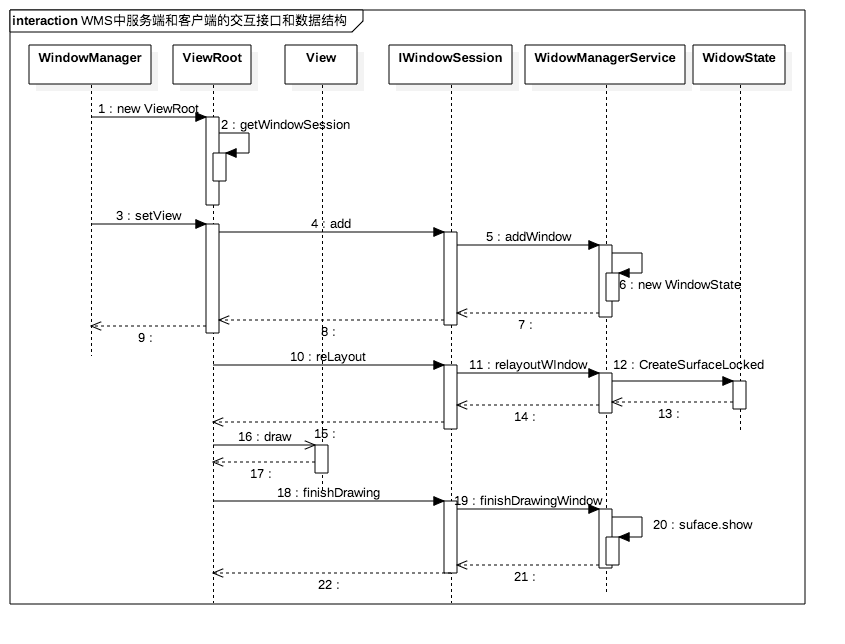 interaction WMS中服务端和客户端的交互接口和数据结构
WindowManager
ViewRoot
View
IWindowSession
WidowManagerService
WidowState
1 : new ViewRoot
2 : getWindowSession
3 : setView
4 : add
5 : addWindow
6 : new WindowState
7 :
8 :
9 :
10 : reLayout
11 : relayoutWIndow
12 : CreateSurfaceLocked
13 :
14 :
15 :
16 : draw
17 :
18 : finishDrawing
19 : finishDrawingWindow
20 : suface.show
21 :
22 :